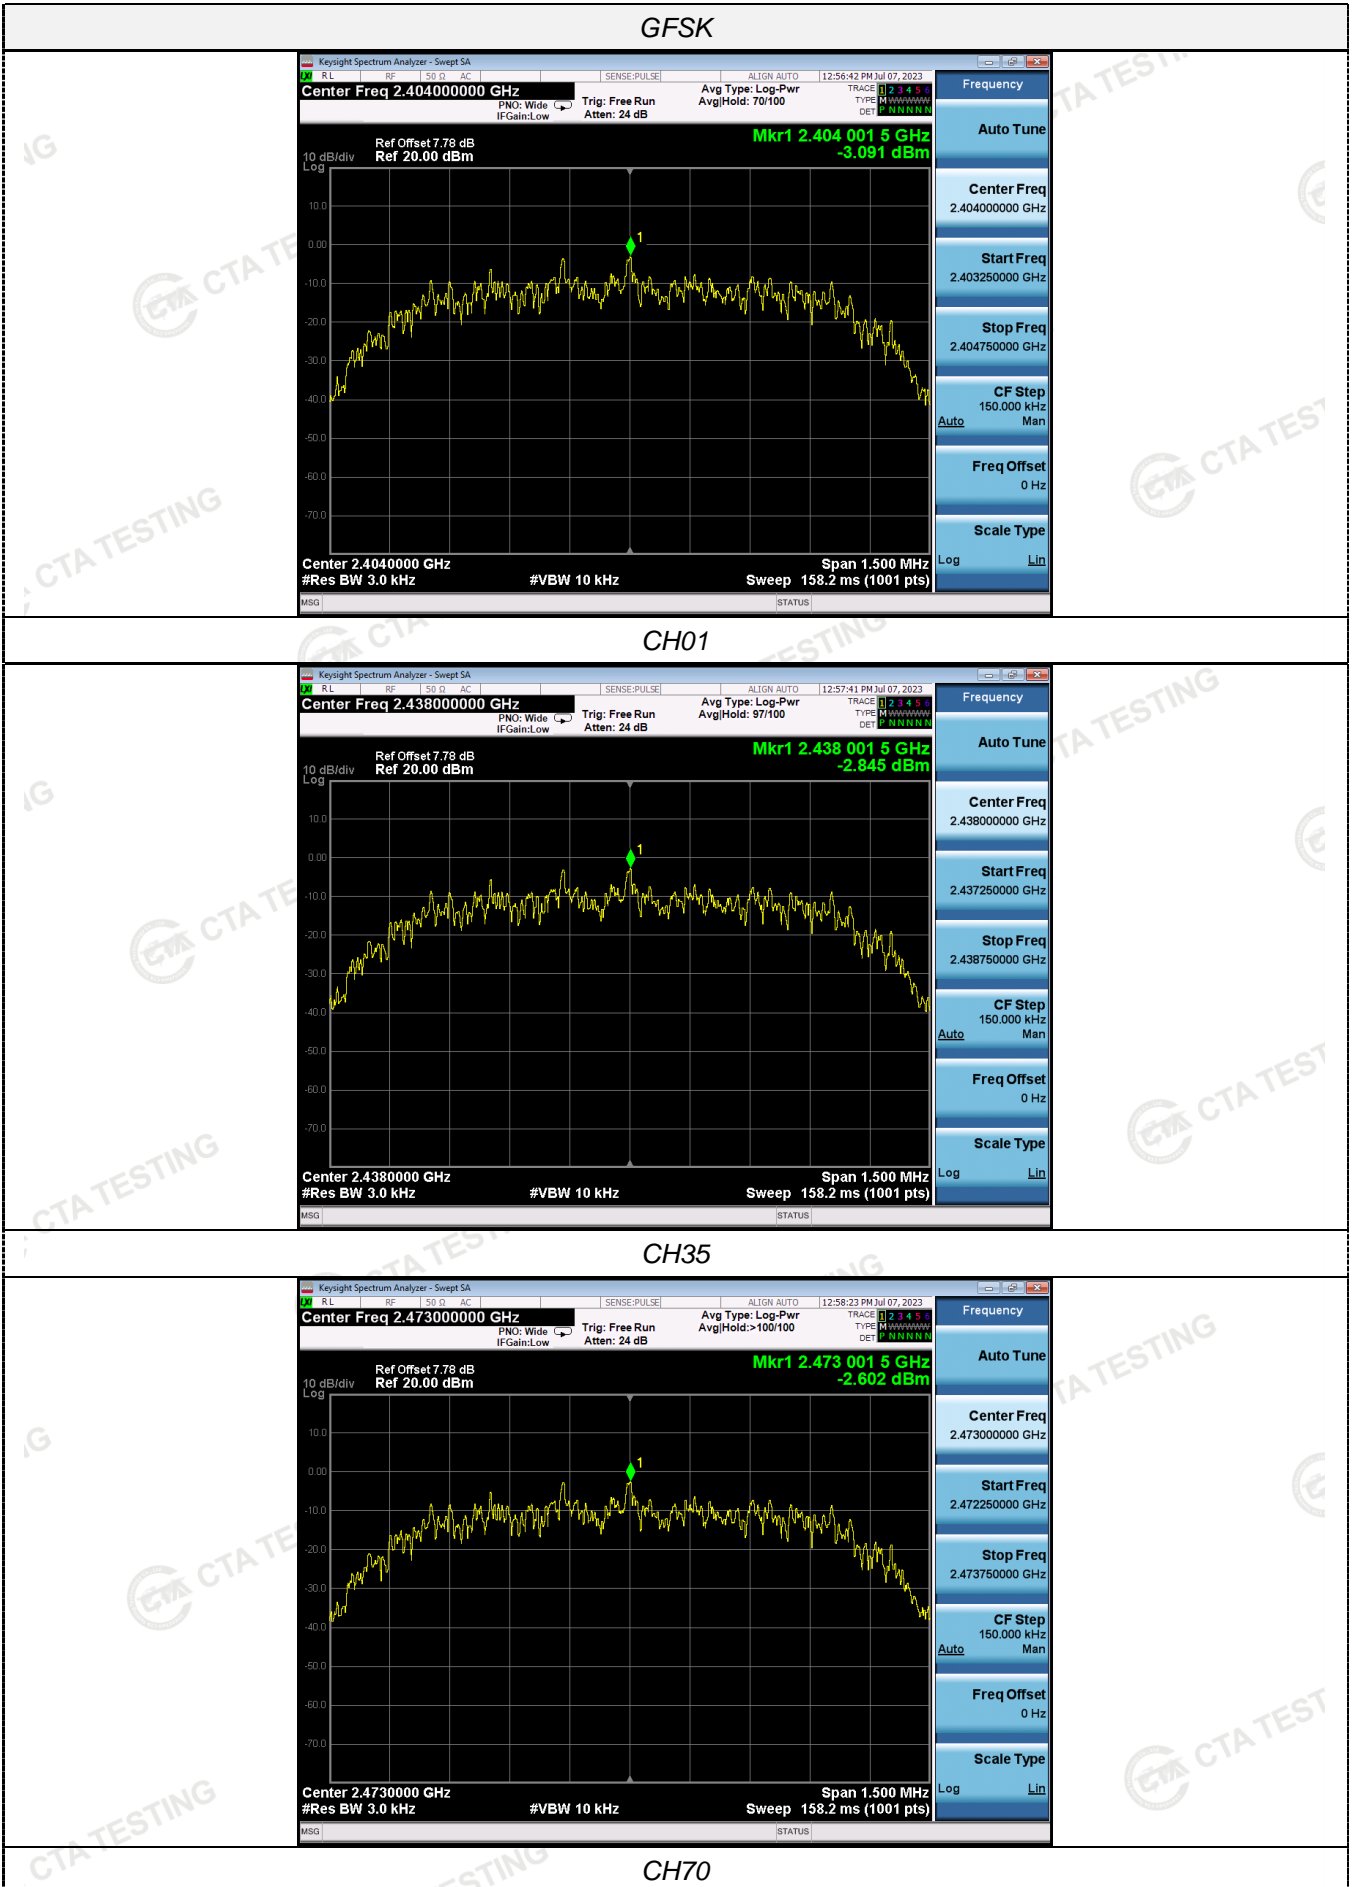 GFSK
Keysight Spectrum Analyzer - Swept SA
LXI RL RF 50 Ω AC SENSE:PULSE ALIGN AUTO 12:56:42 PM Jul 07, 2023
Center Freq 2.404000000 GHz
PNO: Wide
IFGain:Low
Trig: Free Run
Atten: 24 dB
Avg Type: Log-Pwr
Avg|Hold: 70/100
TRACE 1 2 3 4 5 6
TYPE M WWWWW
DET P N N N N N
Ref Offset 7.78 dB
10 dB/div Ref 20.00 dBm
Log
Mkr1 2.404 001 5 GHz
-3.091 dBm
1
10.0
0.00
-10.0
-20.0
-30.0
-40.0
-50.0
-60.0
-70.0
Center 2.4040000 GHz Span 1.500 MHz
#Res BW 3.0 kHz #VBW 10 kHz Sweep 158.2 ms (1001 pts)
MSG STATUS
Frequency
Auto Tune
Center Freq
2.404000000 GHz
Start Freq
2.403250000 GHz
Stop Freq
2.404750000 GHz
CF Step
150.000 kHz
Auto Man
Freq Offset
0 Hz
Scale Type
Log Lin
CH01
Keysight Spectrum Analyzer - Swept SA
LXI RL RF 50 Ω AC SENSE:PULSE ALIGN AUTO 12:57:41 PM Jul 07, 2023
Center Freq 2.438000000 GHz
PNO: Wide
IFGain:Low
Trig: Free Run
Atten: 24 dB
Avg Type: Log-Pwr
Avg|Hold: 97/100
TRACE 1 2 3 4 5 6
TYPE M WWWWW
DET P N N N N N
Ref Offset 7.78 dB
10 dB/div Ref 20.00 dBm
Log
Mkr1 2.438 001 5 GHz
-2.845 dBm
1
10.0
0.00
-10.0
-20.0
-30.0
-40.0
-50.0
-60.0
-70.0
Center 2.4380000 GHz Span 1.500 MHz
#Res BW 3.0 kHz #VBW 10 kHz Sweep 158.2 ms (1001 pts)
MSG STATUS
Frequency
Auto Tune
Center Freq
2.438000000 GHz
Start Freq
2.437250000 GHz
Stop Freq
2.438750000 GHz
CF Step
150.000 kHz
Auto Man
Freq Offset
0 Hz
Scale Type
Log Lin
CH35
Keysight Spectrum Analyzer - Swept SA
LXI RL RF 50 Ω AC SENSE:PULSE ALIGN AUTO 12:58:23 PM Jul 07, 2023
Center Freq 2.473000000 GHz
PNO: Wide
IFGain:Low
Trig: Free Run
Atten: 24 dB
Avg Type: Log-Pwr
Avg|Hold:>100/100
TRACE 1 2 3 4 5 6
TYPE M WWWWW
DET P N N N N N
Ref Offset 7.78 dB
10 dB/div Ref 20.00 dBm
Log
Mkr1 2.473 001 5 GHz
-2.602 dBm
1
10.0
0.00
-10.0
-20.0
-30.0
-40.0
-50.0
-60.0
-70.0
Center 2.4730000 GHz Span 1.500 MHz
#Res BW 3.0 kHz #VBW 10 kHz Sweep 158.2 ms (1001 pts)
MSG STATUS
Frequency
Auto Tune
Center Freq
2.473000000 GHz
Start Freq
2.472250000 GHz
Stop Freq
2.473750000 GHz
CF Step
150.000 kHz
Auto Man
Freq Offset
0 Hz
Scale Type
Log Lin
CH70
CTA TESTING
CTA TESTING
CTA TESTING